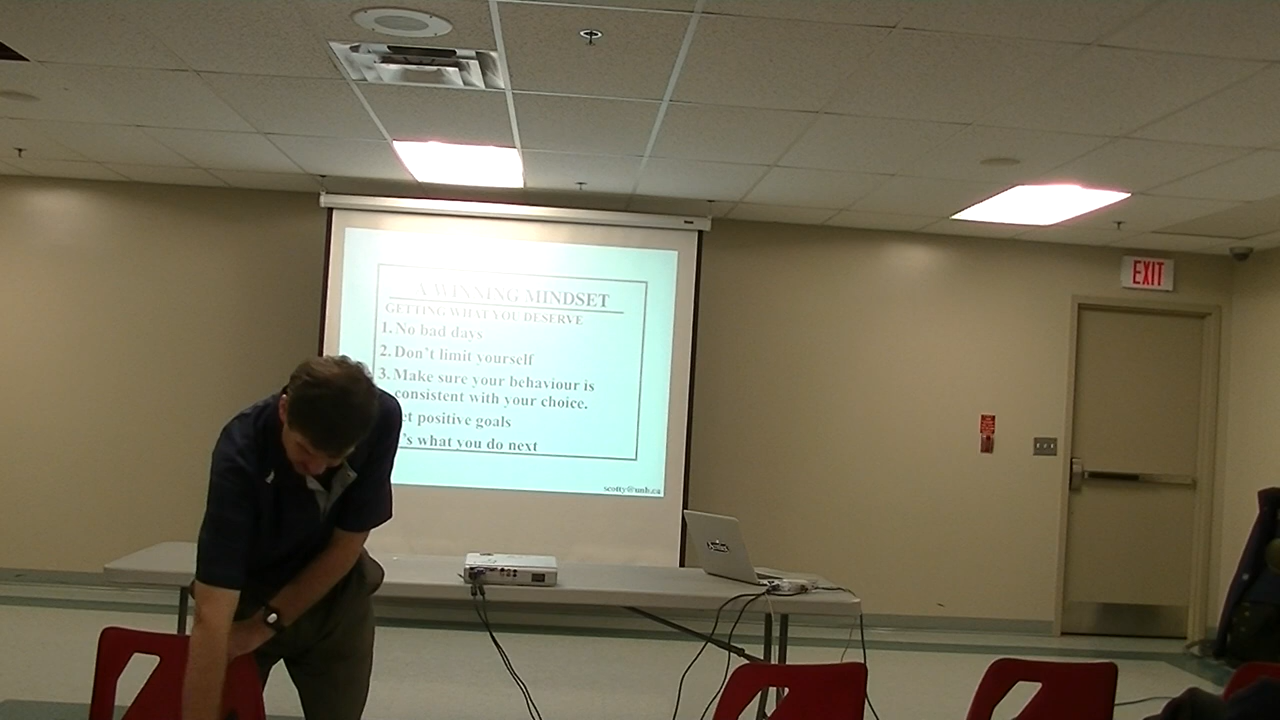 A WINNING MINDSET
GETTING WHAT YOU DESERVE
1. No bad days
2. Don't limit yourself
3. Make sure your behaviour is
consistent with your choice.
et positive goals
's what you do next
scotty@unb.ca
EXIT